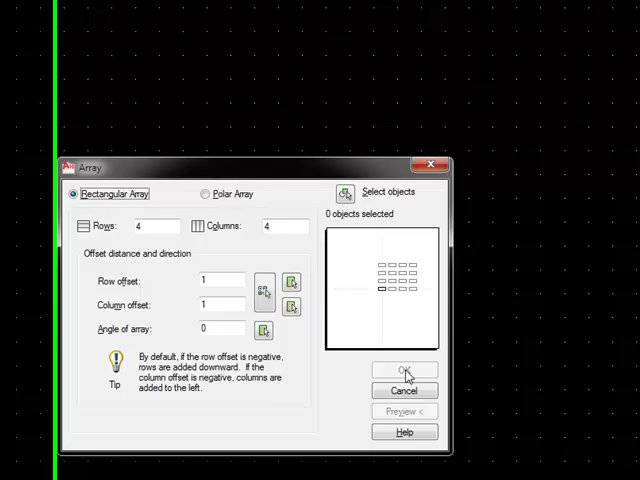 Array
Rectangular Array
Polar Array
Select objects
0 objects selected
Rows: 4
Columns: 4
Offset distance and direction
Row offset: 1
Column offset: 1
Angle of array: 0
Tip
By default, if the row offset is negative,
rows are added downward. If the
column offset is negative, columns are
added to the left.
OK
Cancel
Preview <
Help